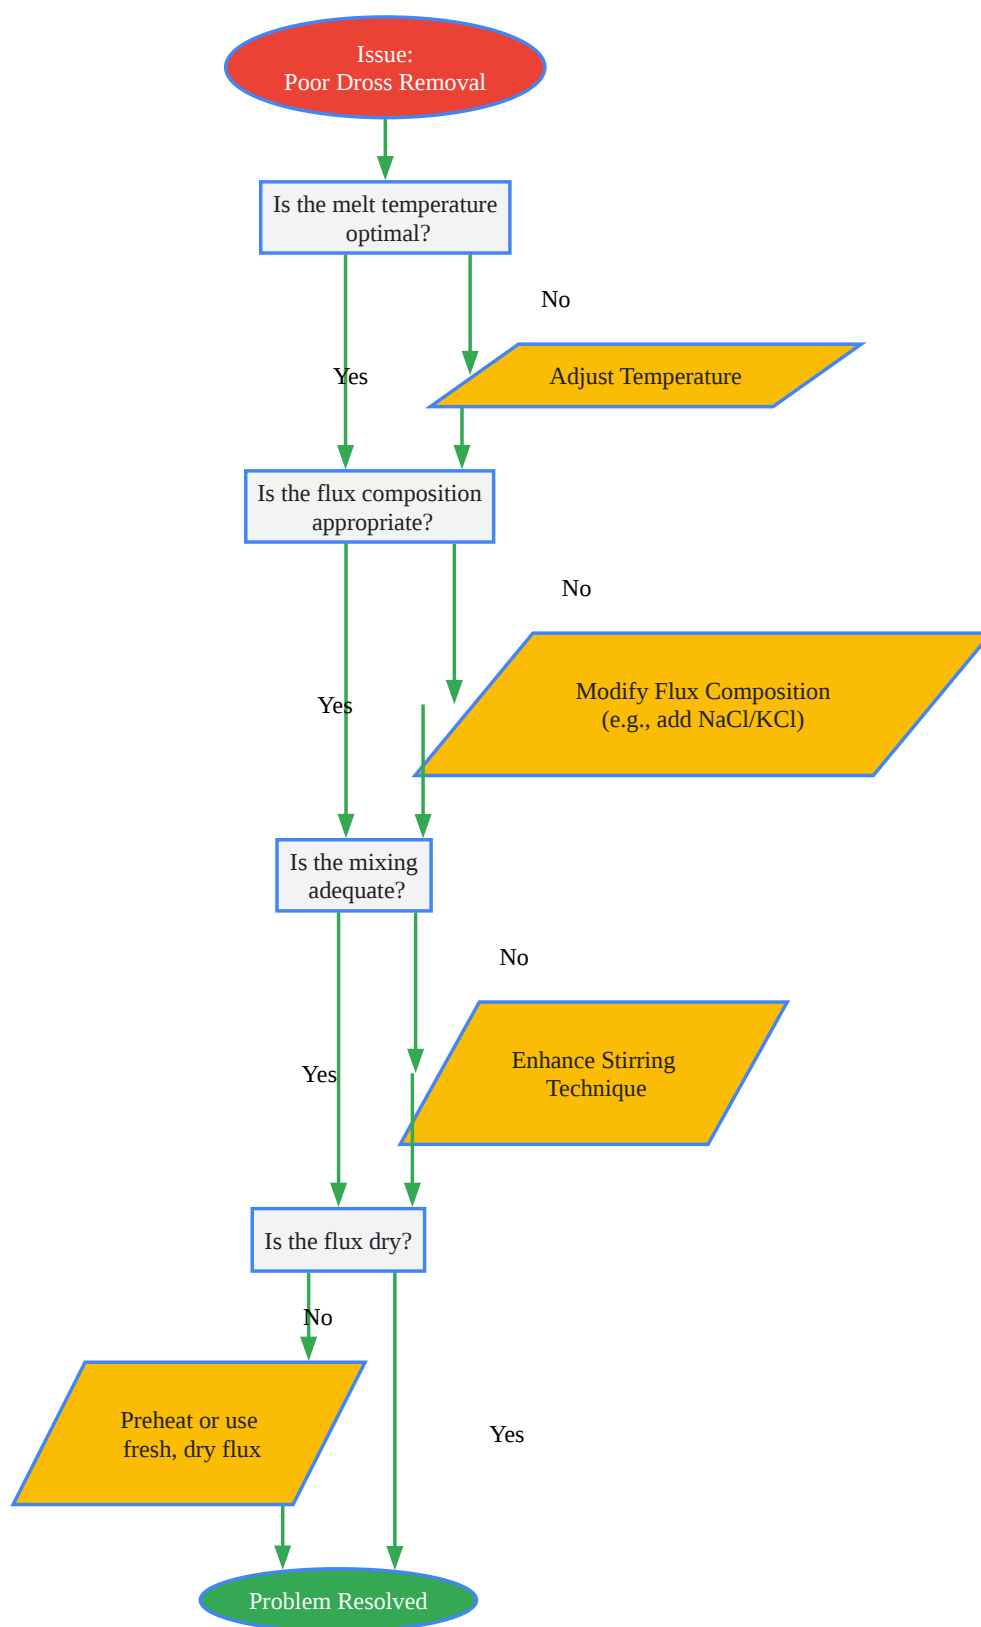 Issue:
Poor Dross Removal
Is the melt temperature
optimal?
No
Yes
Adjust Temperature
Is the flux composition
appropriate?
No
Yes
Modify Flux Composition
(e.g., add NaCl/KCl)
Is the mixing
adequate?
No
Yes
Enhance Stirring
Technique
Is the flux dry?
No
Preheat or use
fresh, dry flux
Yes
Problem Resolved